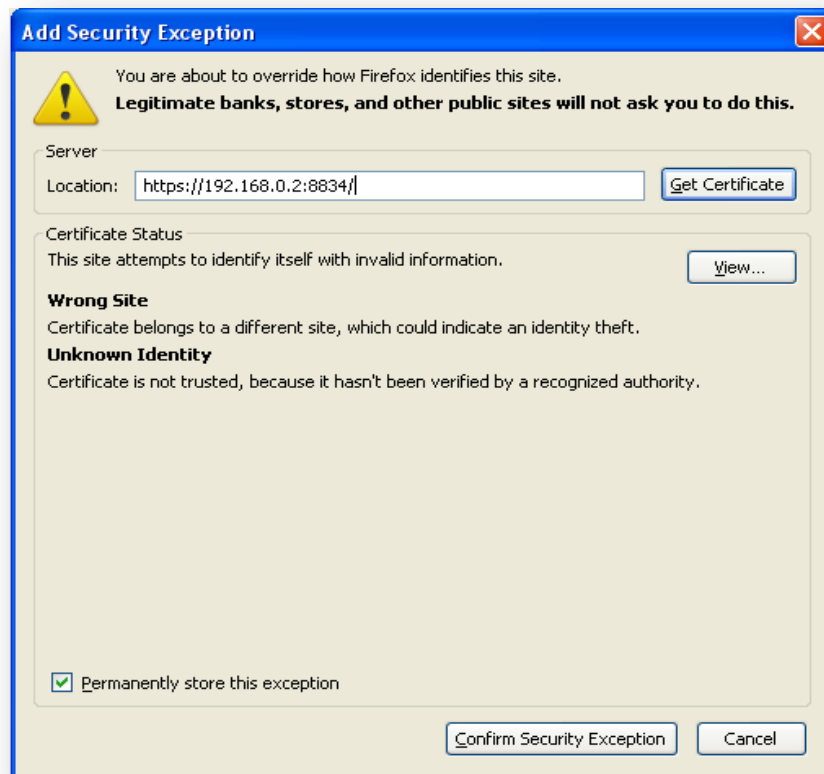 Add Security Exception
You are about to override how Firefox identifies this site.
Legitimate banks, stores, and other public sites will not ask you to do this.
Server
Location:
https://192.168.0.2:8834/
Get Certificate
Certificate Status
This site attempts to identify itself with invalid information.
View...
Wrong Site
Certificate belongs to a different site, which could indicate an identity theft.
Unknown Identity
Certificate is not trusted, because it hasn't been verified by a recognized authority.
Permanently store this exception
Confirm Security Exception
Cancel